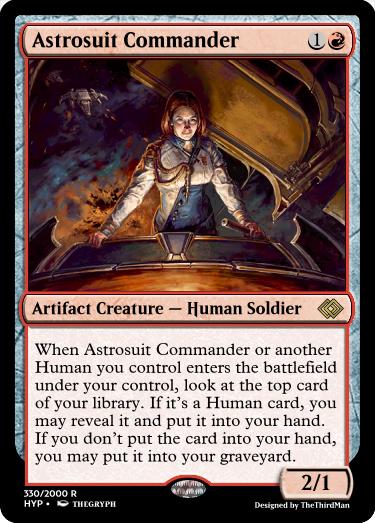 Astrosuit Commander 1
Artifact Creature — Human Soldier
When Astrosuit Commander or another
Human you control enters the battlefield
under your control, look at the top card
of your library. If it's a Human card, you
may reveal it and put it into your hand.
If you don't put the card into your hand,
you may put it into your graveyard.
2/1
330/2000 R
HYP • THEGRYPH
Designed by TheThirdMan